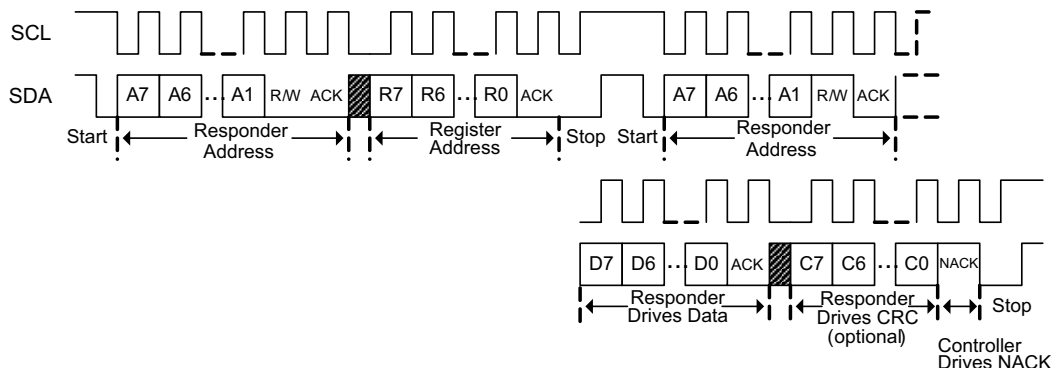 SCL
SDA
A7 A6 ... A1 R/W ACK R7 R6 ... R0 ACK A7 A6 ... A1 R/W ACK
Start Responder Address Register Address Stop Start Responder Address
D7 D6 ... D0 ACK C7 C6 ... C0 NACK
Responder Drives Data
Responder Drives CRC (optional)
Stop
Controller Drives NACK